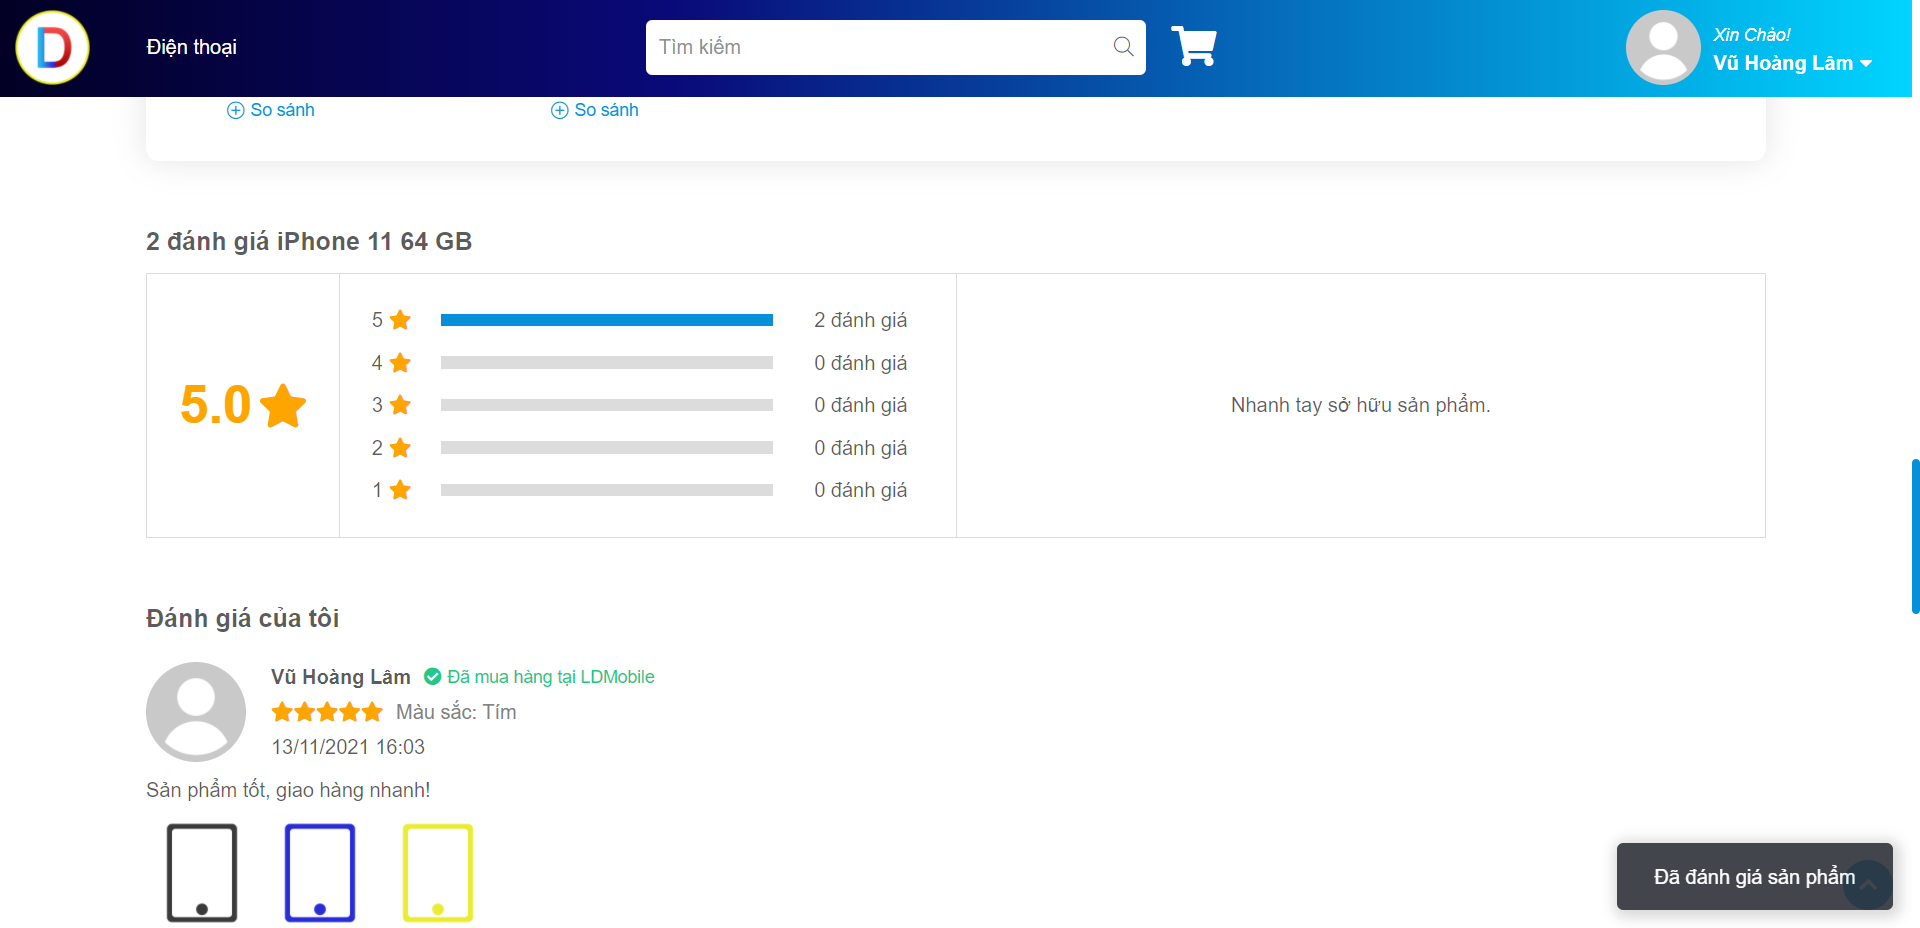 D
Điện thoại
Tìm kiếm
Xin Chào!
Vũ Hoàng Lâm
So sánh
So sánh
2 đánh giá iPhone 11 64 GB
5.0
5
2 đánh giá
4
0 đánh giá
3
0 đánh giá
2
0 đánh giá
1
0 đánh giá
Nhanh tay sở hữu sản phẩm.
Đánh giá của tôi
Vũ Hoàng Lâm Đã mua hàng tại LDMobile
Màu sắc: Tím
13/11/2021 16:03
Sản phẩm tốt, giao hàng nhanh!
Đã đánh giá sản phẩm